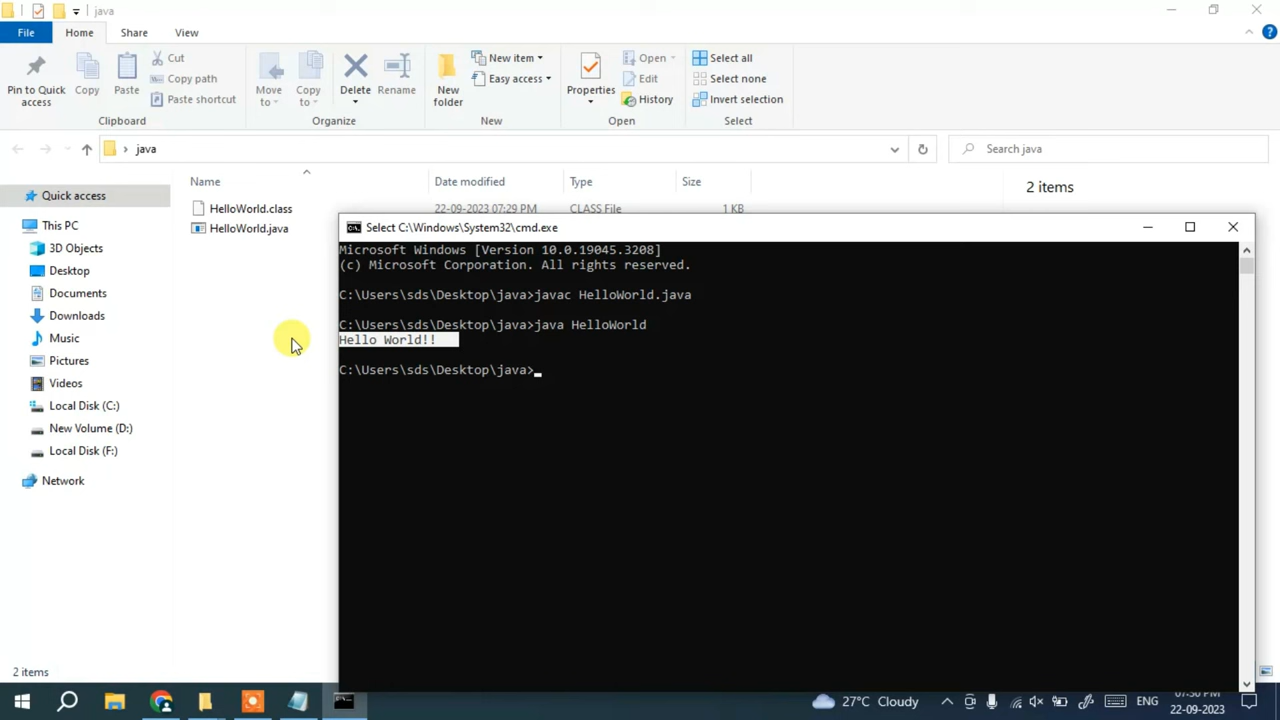 java
File
Home
Share
View
Pin to Quick access
Copy
Paste
Cut
Copy path
Paste shortcut
Clipboard
Move to
Copy to
Delete
Rename
Organize
New folder
New item
Easy access
New
Properties
Open
Edit
History
Open
Select all
Select none
Invert selection
Select
java
Search java
Name
Date modified
Type
Size
2 items
Quick access
This PC
3D Objects
Desktop
Documents
Downloads
Music
Pictures
Videos
Local Disk (C:)
New Volume (D:)
Local Disk (F:)
Network
HelloWorld.class
22-09-2023 07:29 PM
CLASS File
1 KB
HelloWorld.java
Select C:\Windows\System32\cmd.exe
Microsoft Windows [Version 10.0.19045.3208]
(c) Microsoft Corporation. All rights reserved.
C:\Users\sds\Desktop\java>javac HelloWorld.java
C:\Users\sds\Desktop\java>java HelloWorld
Hello World!!
C:\Users\sds\Desktop\java>
2 items
27°C Cloudy
ENG
07:30 PM
22-09-2023